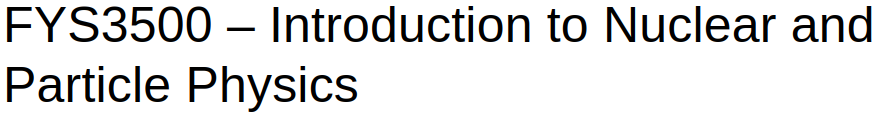 FYS3500 – Introduction to Nuclear and
Particle Physics